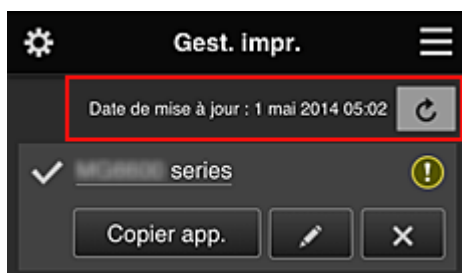 Gest. impr.
Date de mise à jour : 1 mai 2014 05:02
series
Copier app.